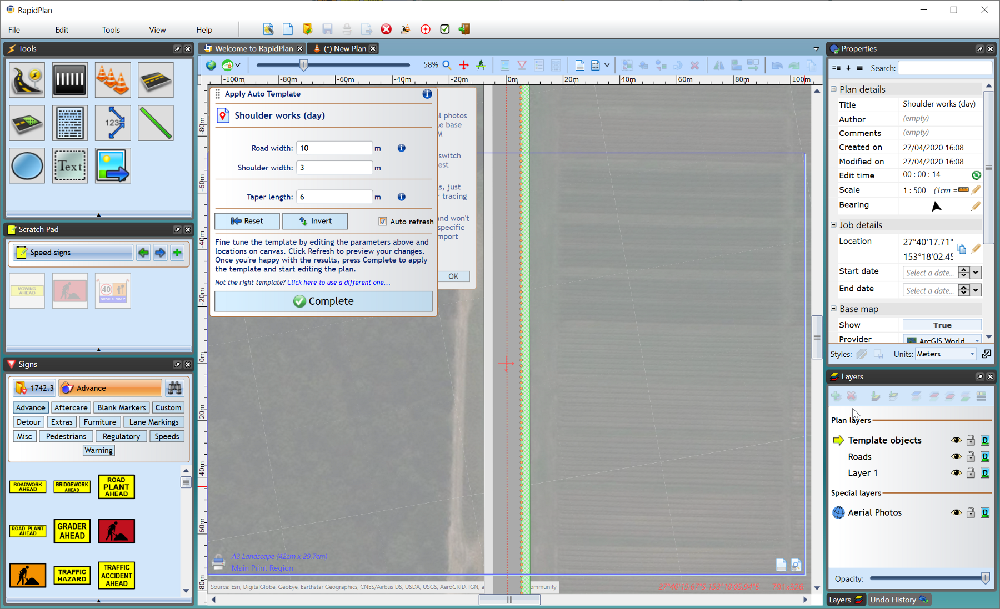 RapidPlan
File Edit Tools View Help
Tools
Text
123
Scratch Pad
Speed signs
MOWING AHEAD
40
DRIVE SLOWLY
Signs
1742.3 Advance
Advance Aftercare Blank Markers Custom
Detour Extras Furniture Lane Markings
Misc Pedestrians Regulatory Speeds
Warning
ROADWORK AHEAD
BRIDGEWORK AHEAD
ROAD PLANT AHEAD
ROAD PLANT AHEAD
GRADER AHEAD
TRAFFIC HAZARD
TRAFFIC ACCIDENT AHEAD
Welcome to RapidPlan (*) New Plan
58%
-100m -80m -60m -40m -20m 0m 20m 40m 60m 80m 100m
-80m
-60m
-40m
-20m
0m
20m
40m
60m
80m
Apply Auto Template
Shoulder works (day)
Road width: 10 m
Shoulder width: 3 m
Taper length: 6 m
Reset Invert Auto refresh
Fine tune the template by editing the parameters above and
locations on canvas. Click Refresh to preview your changes.
Once you're happy with the results, press Complete to apply
the template and start editing the plan.
Not the right template? Click here to use a different one...
Complete
photos
le base
M
switch
est
s, just
tracing
and won't
specific
mport
OK
A3 Landscape (42cm x 29.7cm)
Main Print Region
Source: Esri, DigitalGlobe, GeoEye, Earthstar Geographics, CNES/Airbus DS, USDA, USGS, AeroGRID, IGN, a ommunity
27°40'19.67"S 153°18'05.94"E 791x326
Properties
Search:
Plan details
Title Shoulder works (day)
Author (empty)
Comments (empty)
Created on 27/04/2020 16:08
Modified on 27/04/2020 16:08
Edit time 00 : 00 : 14
Scale 1 : 500 (1cm =
Bearing
Job details
Location 27°40'17.71"
153°18'02.45
Start date Select a date...
End date Select a date...
Base map
Show True
Provider ArcGIS World
Styles: Units: Meters
Layers
Plan layers
Template objects
D
Roads
D
Layer 1
D
Special layers
Aerial Photos
D
Opacity:
Layers Undo History